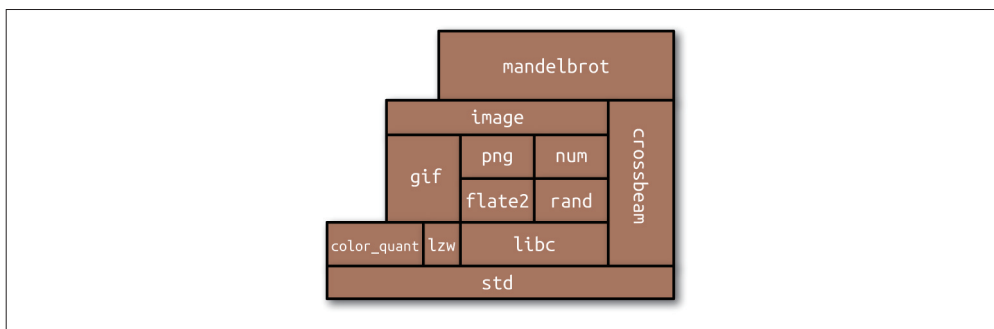 mandelbrot
image
crossbeam
gif
png
num
flate2
rand
color_quant
lzw
libc
std